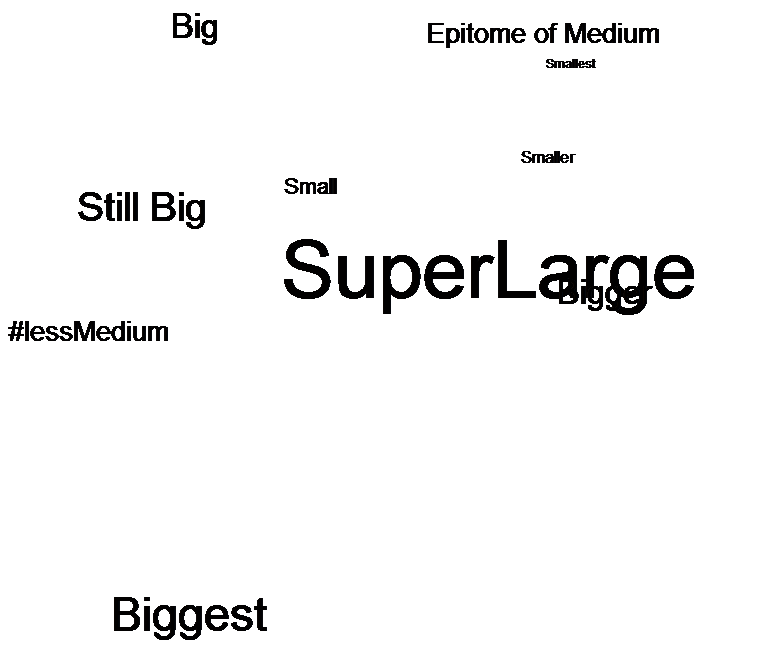 Big
Epitome of Medium
Smallest
Smaller
Small
Still Big
SuperLarge
Bigger
#lessMedium
Biggest